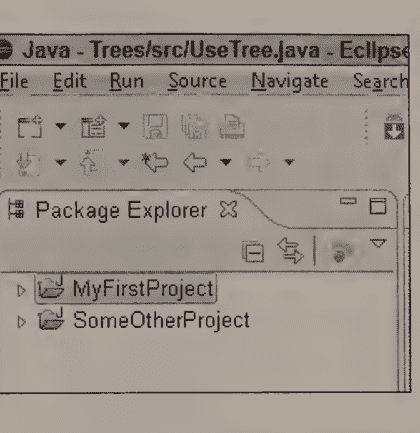 Java - Trees/src/UseTree.java - Eclipse
File Edit Run Source Navigate Search
Package Explorer
MyFirstProject
SomeOtherProject